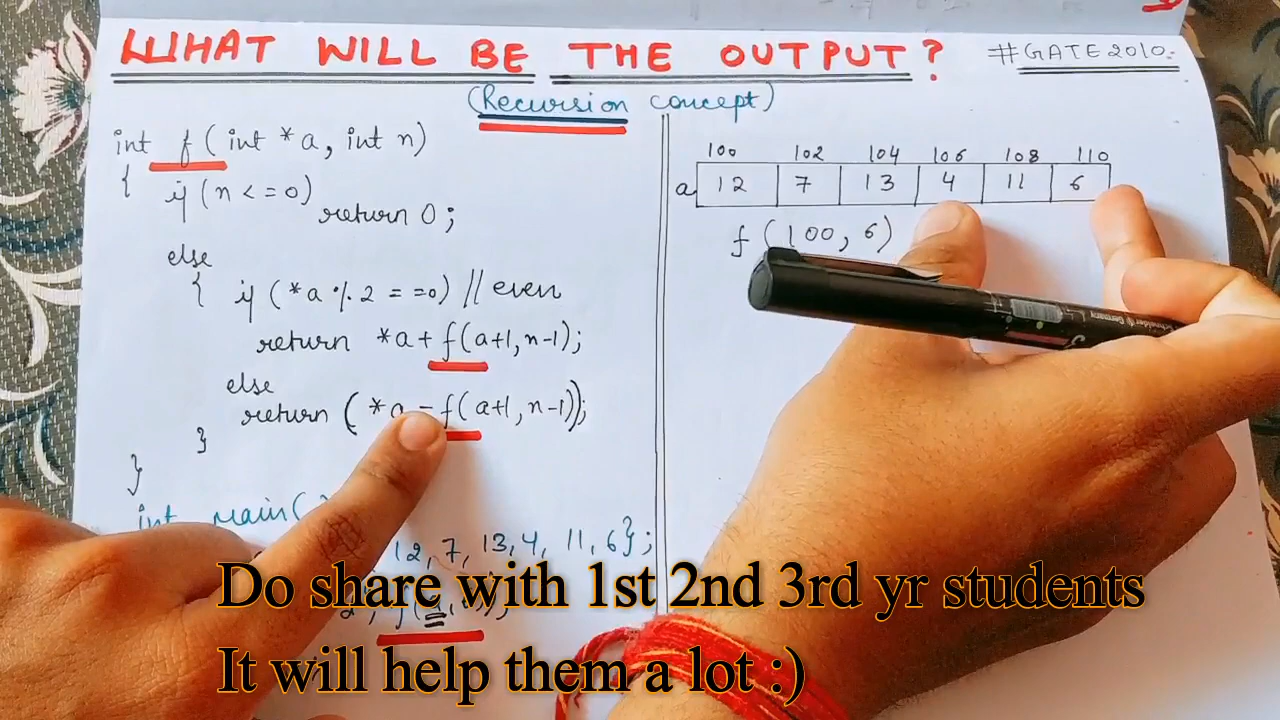 WHAT WILL BE THE OUTPUT? #GATE2010.
(Recursion concept)
int f(int *a, int n)
{ if (n <= 0)
return 0;
else
{ if (*a % 2 == 0) // even
return *a + f(a+1, n-1);
else
return (*a - f(a+1, n-1));
}
}
int main(
12, 7, 13, 4, 11, 6};
100 102 104 106 108 110
a 12 7 13 4 11 6
f (100, 6)
Do share with 1st 2nd 3rd yr students
It will help them a lot :)